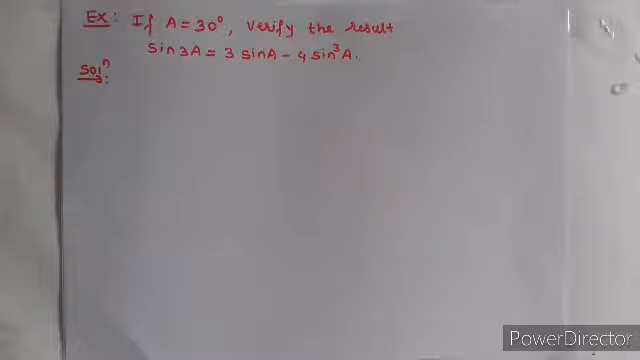 Ex: If A = 30°, Verify the result
Sin 3A = 3 sinA - 4 sin³A.
Solⁿ:
PowerDirector